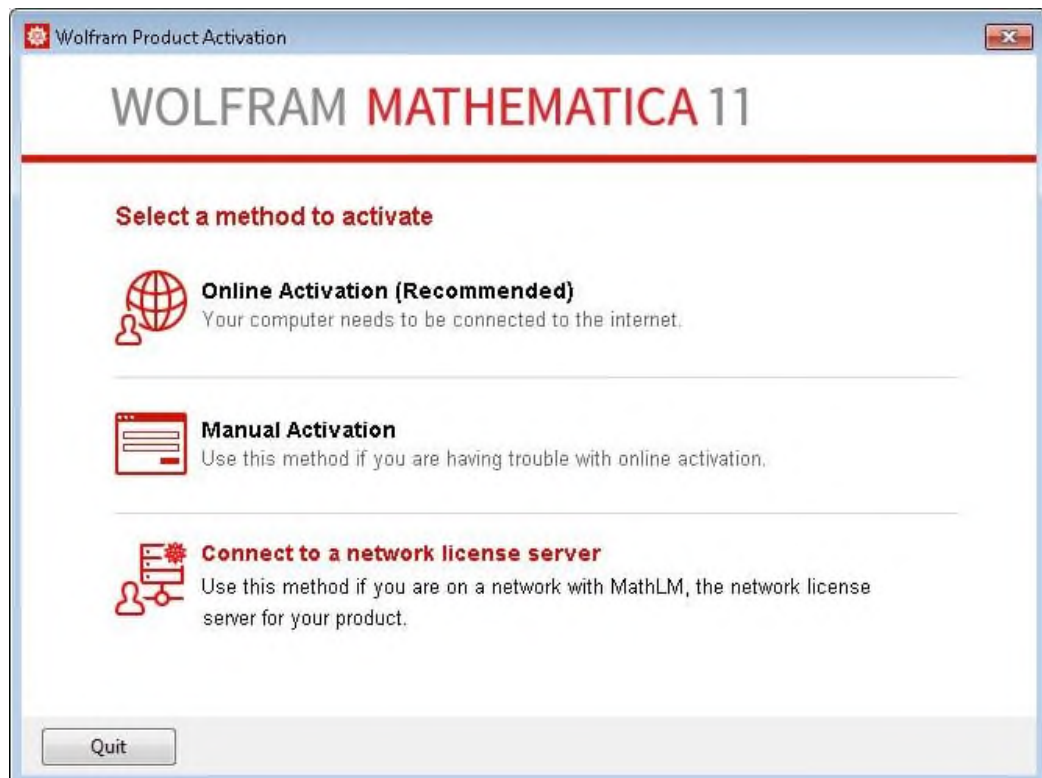 Wolfram Product Activation
WOLFRAM MATHEMATICA 11
Select a method to activate
Online Activation (Recommended)
Your computer needs to be connected to the internet.
Manual Activation
Use this method if you are having trouble with online activation.
Connect to a network license server
Use this method if you are on a network with MathLM, the network license
server for your product.
Quit